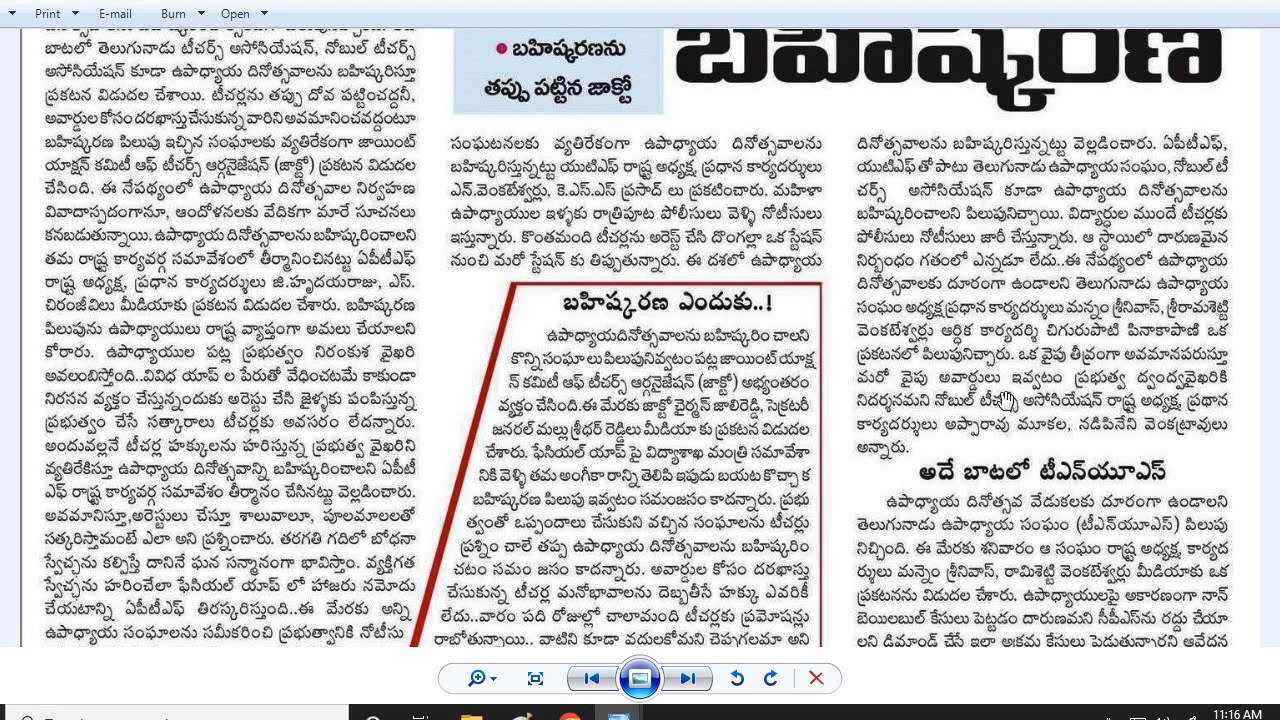 Print
E-mail
Burn
Open
బాటలో తెలుగునాడు టీచర్స్ అసోసియేషన్, నోబుల్ టీచర్స్
అసోసియేషన్ కూడా ఉపాధ్యాయ దినోత్సవాలను బహిష్కరిస్తూ
ప్రకటన విడుదల చేశాయి. టీచర్లను తప్పు దోవ పట్టించద్దనీ,
అవార్డుల కోసం దరఖాస్తు చేసుకున్న వారిని అవమానించవద్దంటూ
బహిష్కరణ పిలుపు ఇచ్చిన సంఘాలకు వ్యతిరేకంగా జాయింట్
యాక్షన్ కమిటీ ఆఫ్ టీచర్స్ ఆర్గనైజేషన్ (జాక్టో) ప్రకటన విడుదల
చేసింది. ఈ నేపథ్యంలో ఉపాధ్యాయ దినోత్సవాల నిర్వహణ
వివాదాస్పదంగానూ, ఆందోళనలకు వేదికగా మారే సూచనలు
కనబడుతున్నాయి. ఉపాధ్యాయ దినోత్సవాలను బహిష్కరించాలని
తమ రాష్ట్ర కార్యవర్గ సమావేశంలో తీర్మానించినట్టు ఏపీటీఎఫ్
రాష్ట్ర అధ్యక్ష, ప్రధాన కార్యదర్శులు జి.హృదయరాజు, ఎస్.
చిరంజీవిలు మీడియాకు ప్రకటన విడుదల చేశారు. బహిష్కరణ
పిలుపును ఉపాధ్యాయులు రాష్ట్ర వ్యాప్తంగా అమలు చేయాలని
కోరారు. ఉపాధ్యాయుల పట్ల ప్రభుత్వం నిరంకుశ వైఖరి
అవలంబిస్తోంది..వివిధ యాప్ ల పేరుతో వేధించటమే కాకుండా
నిరసన వ్యక్తం చేస్తున్నందుకు అరెస్టు చేసి జైళ్ళకు పంపిస్తున్న
ప్రభుత్వం చేసే సత్కారాలు టీచర్లకు అవసరం లేదన్నారు.
అందువల్లనే టీచర్ల హక్కులను హరిస్తున్న ప్రభుత్వ వైఖరిని
వ్యతిరేకిస్తూ ఉపాధ్యాయ దినోత్సవాన్ని బహిష్కరించాలని ఏపీటీ
ఎఫ్ రాష్ట్ర కార్యవర్గ సమావేశం తీర్మానం చేసినట్టు వెల్లడించారు.
అవమానిస్తూ,అరెస్టులు చేస్తూ శాలువాలూ, పూలమాలలతో
సత్కరిస్తామంటే ఎలా అని ప్రశ్నించారు. తరగతి గదిలో బోధనా
స్వేచ్ఛను కల్పిస్తే దానినే ఘన సన్మానంగా భావిస్తాం. వ్యక్తిగత
స్వేచ్ఛను హరించేలా ఫేసియల్ యాప్ లో హాజరు నమోదు
చేయటాన్ని ఏపీటీఎఫ్ తిరస్కరిస్తుంది..ఈ మేరకు అన్ని
ఉపాధ్యాయ సంఘాలను సమీకరించి ప్రభుత్వానికి నోటీసు
• బహిష్కరణను
తప్పు పట్టిన జాక్టో
బహిష్కరణ
సంఘటనలకు వ్యతిరేకంగా ఉపాధ్యాయ దినోత్సవాలను
బహిష్కరిస్తున్నట్టు యుటిఎఫ్ రాష్ట్ర అధ్యక్ష, ప్రధాన కార్యదర్శులు
ఎన్.వెంకటేశ్వర్లు, కె.ఎస్.ఎస్ ప్రసాద్ లు ప్రకటించారు. మహిళా
ఉపాధ్యాయుల ఇళ్ళకు రాత్రిపూట పోలీసులు వెళ్ళి నోటీసులు
ఇస్తున్నారు. కొంతమంది టీచర్లను అరెస్ట్ చేసి దొంగల్లా ఒక స్టేషన్
నుంచి మరో స్టేషన్ కు తిప్పుతున్నారు. ఈ దశలో ఉపాధ్యాయ
బహిష్కరణ ఎందుకు..!
ఉపాధ్యాయదినోత్సవాలను బహిష్కరిం చాలని
కొన్ని సంఘా లు పిలుపునివ్వటం పట్ల జాయింట్ యాక్ష
న్ కమిటీ ఆఫ్ టీచర్స్ ఆర్గనైజేషన్ (జాక్టో) అభ్యంతరం
వ్యక్తం చేసింది.ఈ మేరకు జాక్టో చైర్మన్ జాలిరెడ్డి, సెక్రటరీ
జనరల్ మల్లు శ్రీధర్ రెడ్డిలు మీడియా కు ప్రకటన విడుదల
చేశారు. ఫేసియల్ యాప్ పై విద్యాశాఖ మంత్రి సమావేశా
నికి వెళ్ళి తమ అంగీకా రాన్ని తెలిపి ఇపుడు బయట కొచ్చా క
బహిష్కరణ పిలుపు ఇవ్వటం సమంజసం కాదన్నారు. ప్రభు
త్వంతో ఒప్పందాలు చేసుకుని వచ్చిన సంఘాలను టీచర్లు
ప్రశ్నిం చాలే తప్ప ఉపాధ్యాయ దినోత్సవాలను బహిష్కరిం
చటం సమం జసం కాదన్నారు. అవార్డుల కోసం దరఖాస్తు
చేసుకున్న టీచర్ల మనోభావాలను దెబ్బతీసే హక్కు ఎవరికీ
లేదు..వారం పది రోజుల్లో చాలామంది టీచర్లకు ప్రమోషన్లు
రాబోతున్నాయి.. వాటిని కూడా వదులుకోమని చెప్పగలమా అని
దినోత్సవాలను బహిష్కరిస్తున్నట్టు వెల్లడించారు. ఏపీటీఎఫ్,
యుటిఎఫ్ తో పాటు తెలుగునాడు ఉపాధ్యాయ సంఘం, నోబుల్ టీ
చర్స్ అసోసియేషన్ కూడా ఉపాధ్యాయ దినోత్సవాలను
బహిష్కరించాలని పిలుపునిచ్చాయి. విద్యార్ధుల ముందే టీచర్లకు
పోలీసులు నోటీసులు జారీ చేస్తున్నారు. ఆ స్థాయిలో దారుణమైన
నిర్బంధం గతంలో ఎన్నడూ లేదు..ఈ నేపథ్యంలో ఉపాధ్యాయ
దినోత్సవాలకు దూరంగా ఉండాలని తెలుగునాడు ఉపాధ్యాయ
సంఘం అధ్యక్ష ప్రధాన కార్యదర్శులు మన్నం శ్రీనివాస్, శ్రీరామశెట్టి
వెంకటేశ్వర్లు ఆర్ధిక కార్యదర్శి చిగురుపాటి పినాకాపాణి ఒక
ప్రకటనలో పిలుపునిచ్చారు. ఒక వైపు తీవ్రంగా అవమానపరుస్తూ
మరో వైపు అవార్డులు ఇవ్వటం ప్రభుత్వ ద్వంద్వవైఖరికి
నిదర్శనమని నోబుల్ అసోసియేషన్ రాష్ట్ర అధ్యక్ష, ప్రధాన
కార్యదర్శులు అప్పారావు మూకల, నడిపినేని వెంకట్రావులు
అన్నారు.
అదే బాటలో టీఎన్‌యూఎస్
ఉపాధ్యాయ దినోత్సవ వేడుకలకు దూరంగా ఉండాలని
తెలుగునాడు ఉపాధ్యాయ సంఘం (టీఎన్‌యూఎస్) పిలుపు
నిచ్చింది. ఈ మేరకు శనివారం ఆ సంఘం రాష్ట్ర అధ్యక్ష, కార్యద
ర్శులు మన్నెం శ్రీనివాస్, రామిశెట్టి వెంకటేశ్వర్లు మీడియాకు ఒక
ప్రకటనను విడుదల చేశారు. ఉపాధ్యాయులపై అకారణంగా నాన్
బెయిలబుల్ కేసులు పెట్టడం దారుణమని సీపీఎస్‌ను రద్దు చేయా
లని డిమాండ్ చేసే ఇలా అక్రమ కేసులు పెడుతున్నారని ఆవేదన
11:16 AM